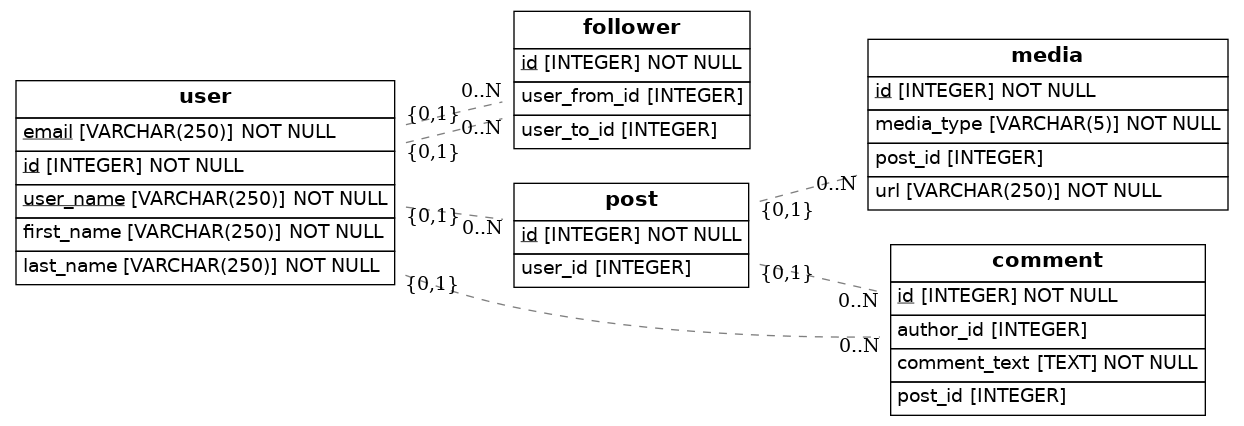 user
email [VARCHAR(250)] NOT NULL
id [INTEGER] NOT NULL
user_name [VARCHAR(250)] NOT NULL
first_name [VARCHAR(250)] NOT NULL
last_name [VARCHAR(250)] NOT NULL
{0,1}
0..N
{0,1}
0..N
{0,1}
0..N
{0,1}
0..N
follower
id [INTEGER] NOT NULL
user_from_id [INTEGER]
user_to_id [INTEGER]
post
id [INTEGER] NOT NULL
user_id [INTEGER]
{0,1}
0..N
{0,1}
0..N
media
id [INTEGER] NOT NULL
media_type [VARCHAR(5)] NOT NULL
post_id [INTEGER]
url [VARCHAR(250)] NOT NULL
comment
id [INTEGER] NOT NULL
author_id [INTEGER]
comment_text [TEXT] NOT NULL
post_id [INTEGER]